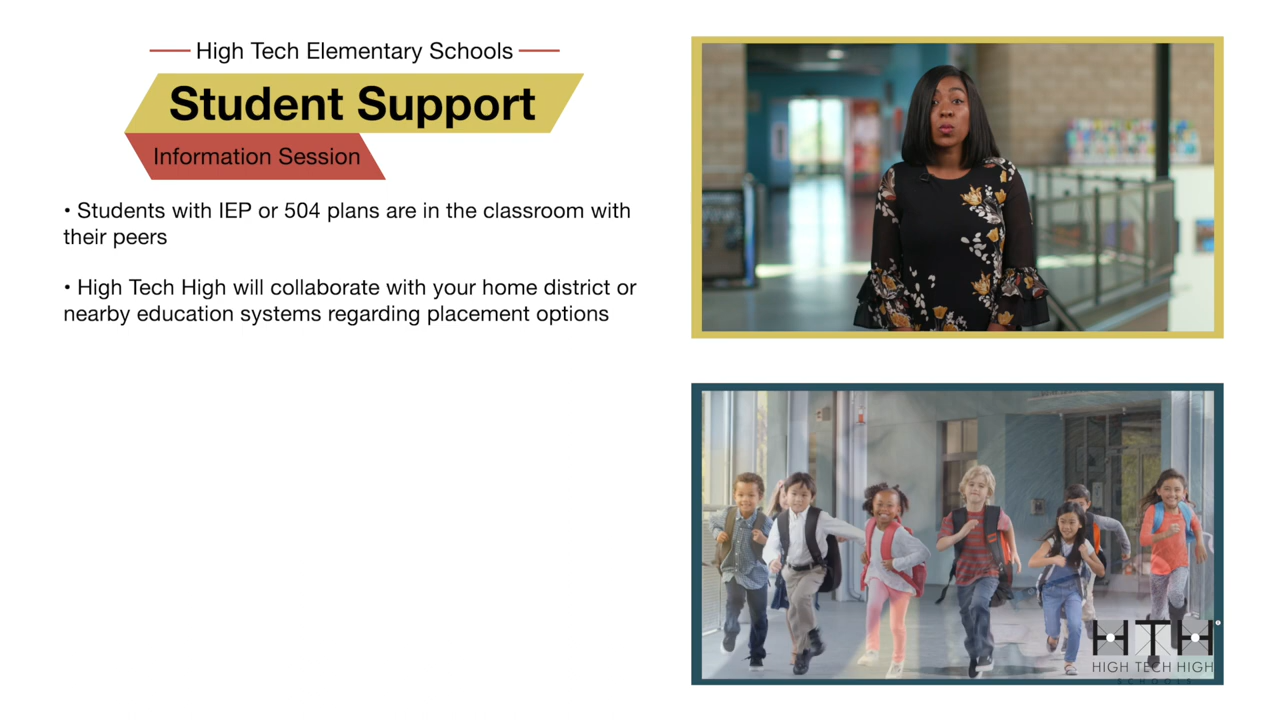 High Tech Elementary Schools
Student Support
Information Session
• Students with IEP or 504 plans are in the classroom with
their peers
• High Tech High will collaborate with your home district or
nearby education systems regarding placement options
HTH
HIGH TECH HIGH
SCHOOLS